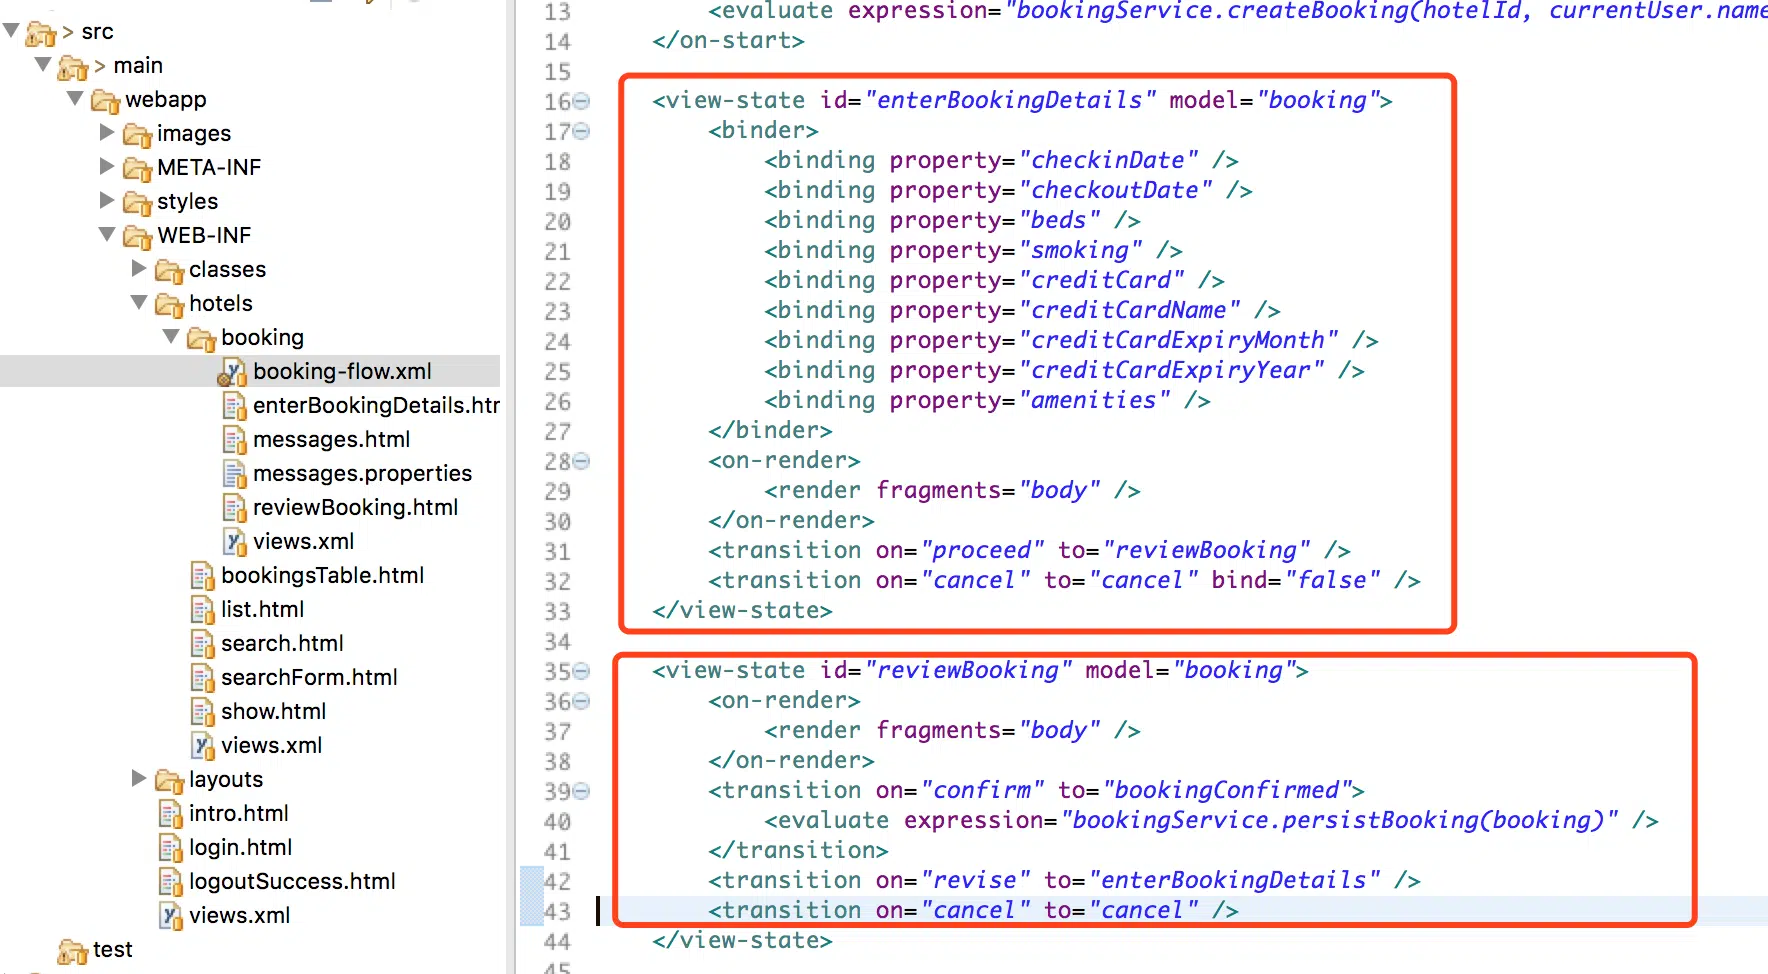 > src
> main
webapp
images
META-INF
styles
WEB-INF
classes
hotels
booking
booking-flow.xml
enterBookingDetails.htr
messages.html
messages.properties
reviewBooking.html
views.xml
bookingsTable.html
list.html
search.html
searchForm.html
show.html
views.xml
layouts
intro.html
login.html
logoutSuccess.html
views.xml
test
13 <evaluate expression="bookingService.createBooking(hotelId, currentUser.name
14 </on-start>
15
16 <view-state id="enterBookingDetails" model="booking">
17 <binder>
18 <binding property="checkinDate" />
19 <binding property="checkoutDate" />
20 <binding property="beds" />
21 <binding property="smoking" />
22 <binding property="creditCard" />
23 <binding property="creditCardName" />
24 <binding property="creditCardExpiryMonth" />
25 <binding property="creditCardExpiryYear" />
26 <binding property="amenities" />
27 </binder>
28 <on-render>
29 <render fragments="body" />
30 </on-render>
31 <transition on="proceed" to="reviewBooking" />
32 <transition on="cancel" to="cancel" bind="false" />
33 </view-state>
34
35 <view-state id="reviewBooking" model="booking">
36 <on-render>
37 <render fragments="body" />
38 </on-render>
39 <transition on="confirm" to="bookingConfirmed">
40 <evaluate expression="bookingService.persistBooking(booking)" />
41 </transition>
42 <transition on="revise" to="enterBookingDetails" />
43 <transition on="cancel" to="cancel" />
44 </view-state>
45